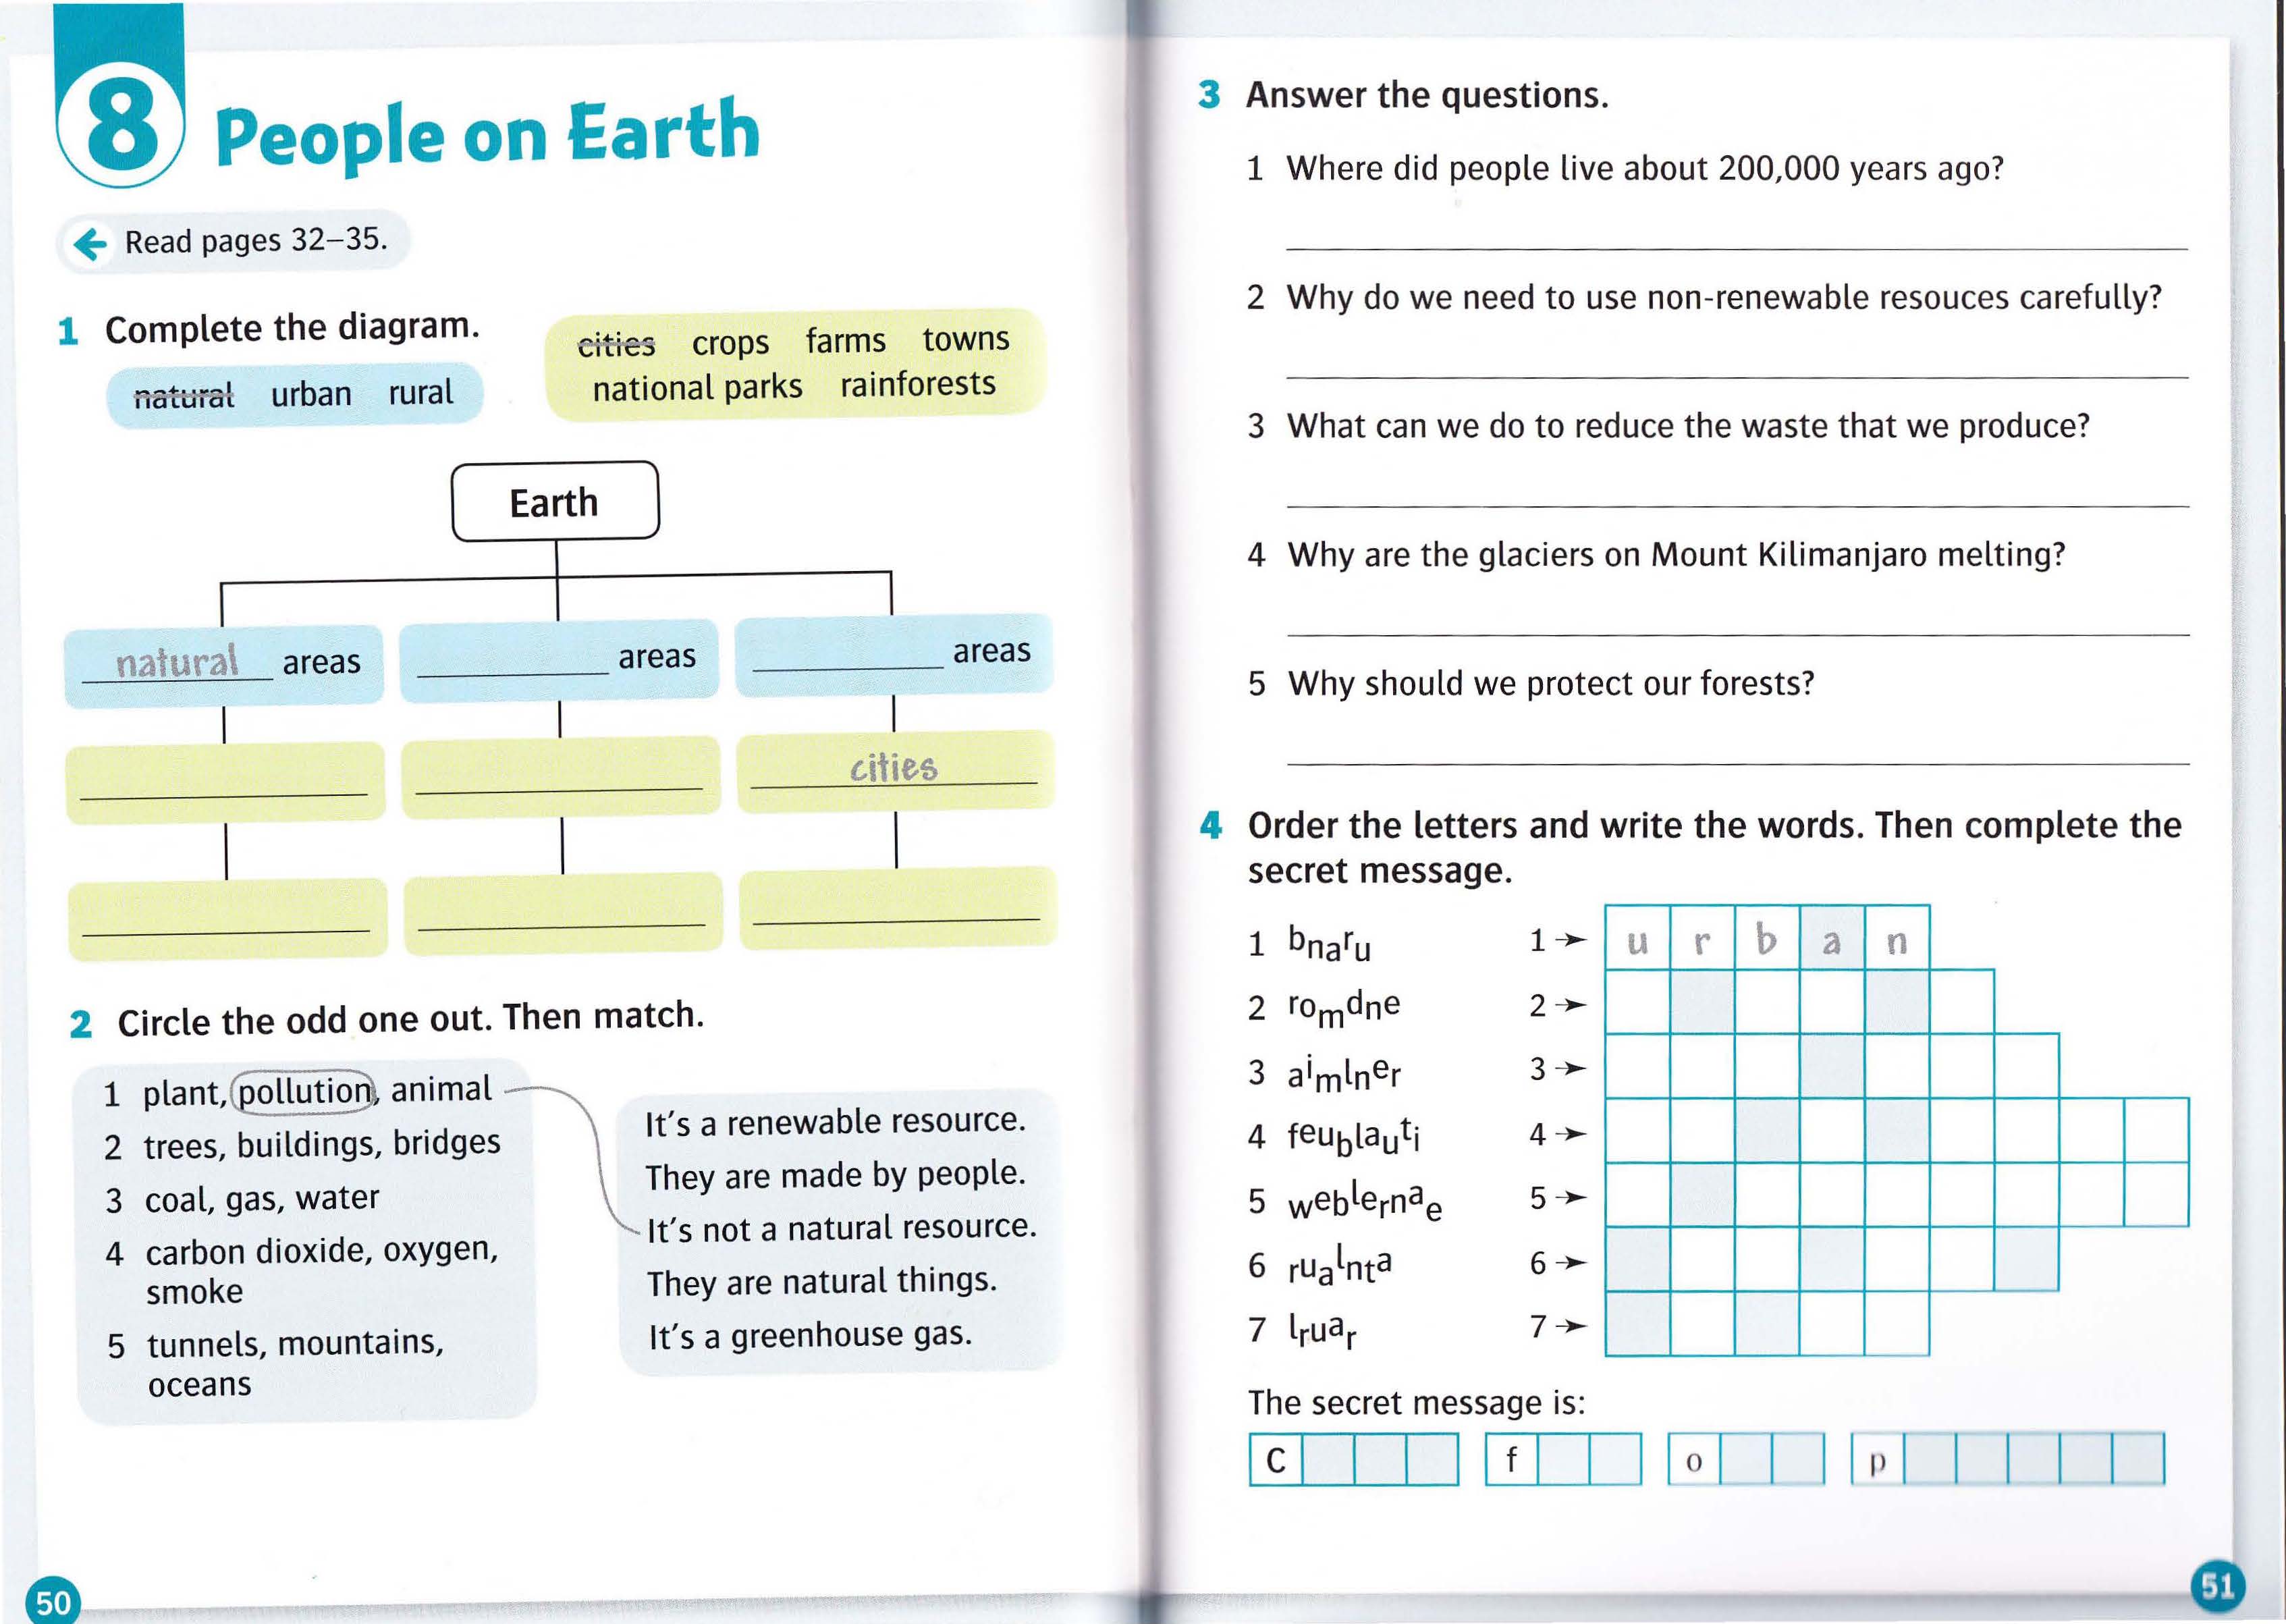 8 People on Earth
Read pages 32–35.
1 Complete the diagram.
natural urban rural
cities crops farms towns
national parks rainforests
Earth
natural areas
areas
areas
cities
2 Circle the odd one out. Then match.
1 plant, pollution, animal
2 trees, buildings, bridges
3 coal, gas, water
4 carbon dioxide, oxygen,
smoke
5 tunnels, mountains,
oceans
It's a renewable resource.
They are made by people.
It's not a natural resource.
They are natural things.
It's a greenhouse gas.
50
3 Answer the questions.
1 Where did people live about 200,000 years ago?
2 Why do we need to use non-renewable resouces carefully?
3 What can we do to reduce the waste that we produce?
4 Why are the glaciers on Mount Kilimanjaro melting?
5 Why should we protect our forests?
4 Order the letters and write the words. Then complete the
secret message.
1 bnaru
2 romdne
3 aimlner
4 feublauti
5 weblernae
6 rualnta
7 lruar
1 u r b a n
2
3
4
5
6
7
The secret message is:
C f o p
51